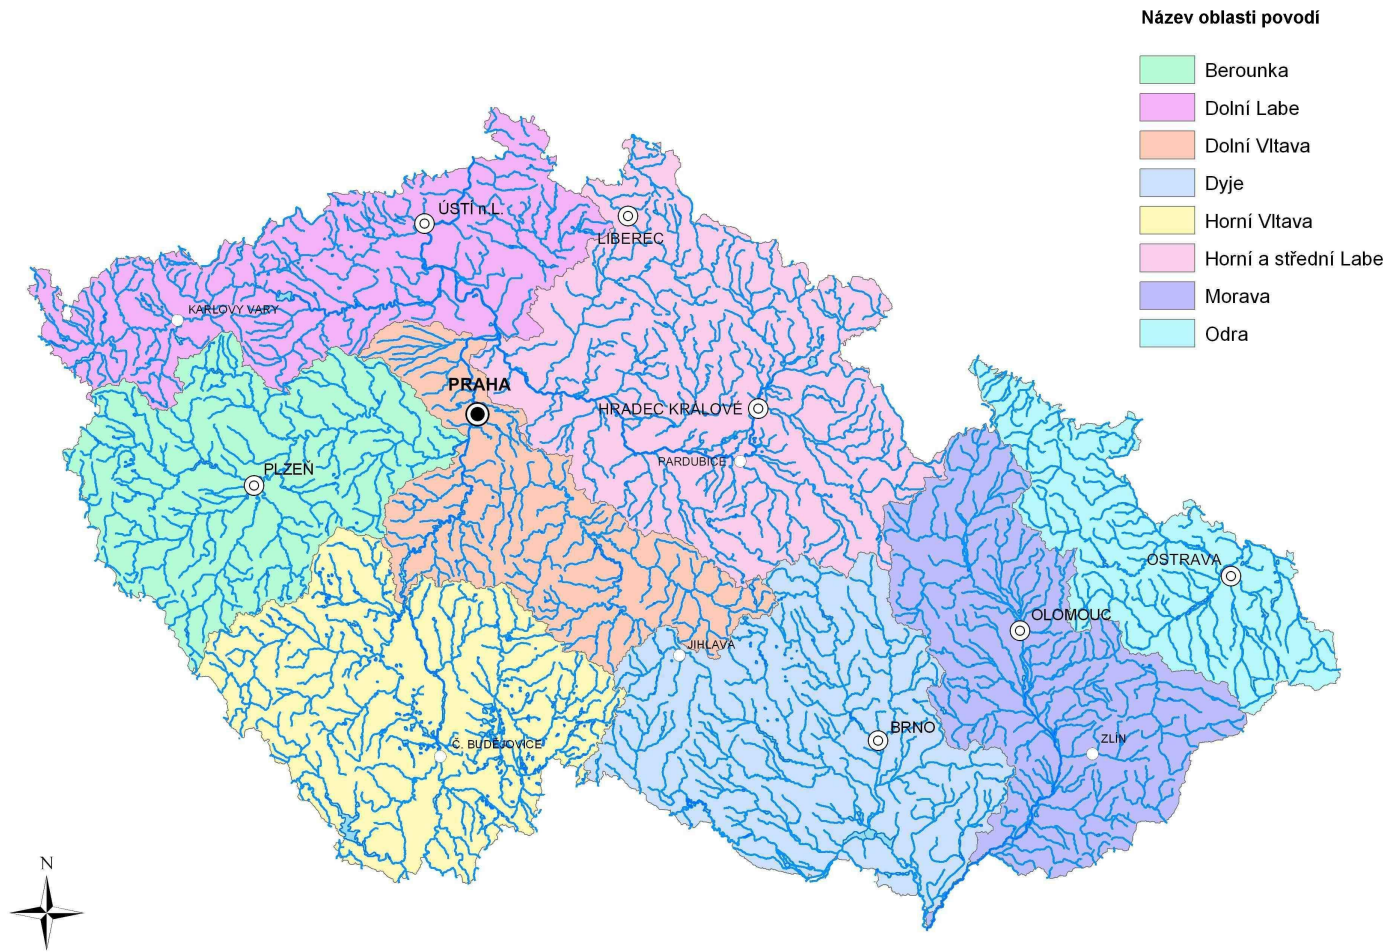 Název oblasti povodí
Berounka
Dolní Labe
Dolní Vltava
Dyje
Horní Vltava
Horní a střední Labe
Morava
Odra
ÚSTÍ n.L.
LIBEREC
KARLOVY VARY
PRAHA
HRADEC KRÁLOVÉ
PARDUBICE
PLZEŇ
OSTRAVA
OLOMOUC
JIHLAVA
BRNO
ZLÍN
Č. BUDĚJOVICE
N